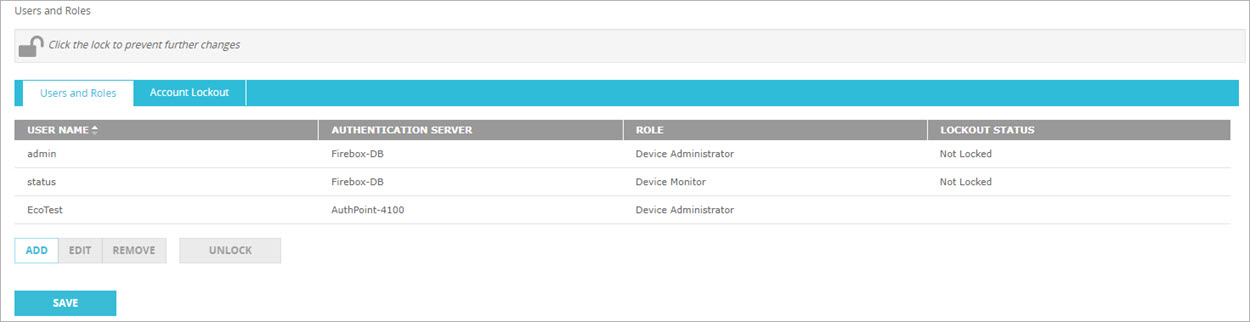 Users and Roles
Click the lock to prevent further changes
Users and Roles Account Lockout
USER NAME AUTHENTICATION SERVER ROLE LOCKOUT STATUS
admin Firebox-DB Device Administrator Not Locked
status Firebox-DB Device Monitor Not Locked
EcoTest AuthPoint-4100 Device Administrator
ADD EDIT REMOVE UNLOCK
SAVE